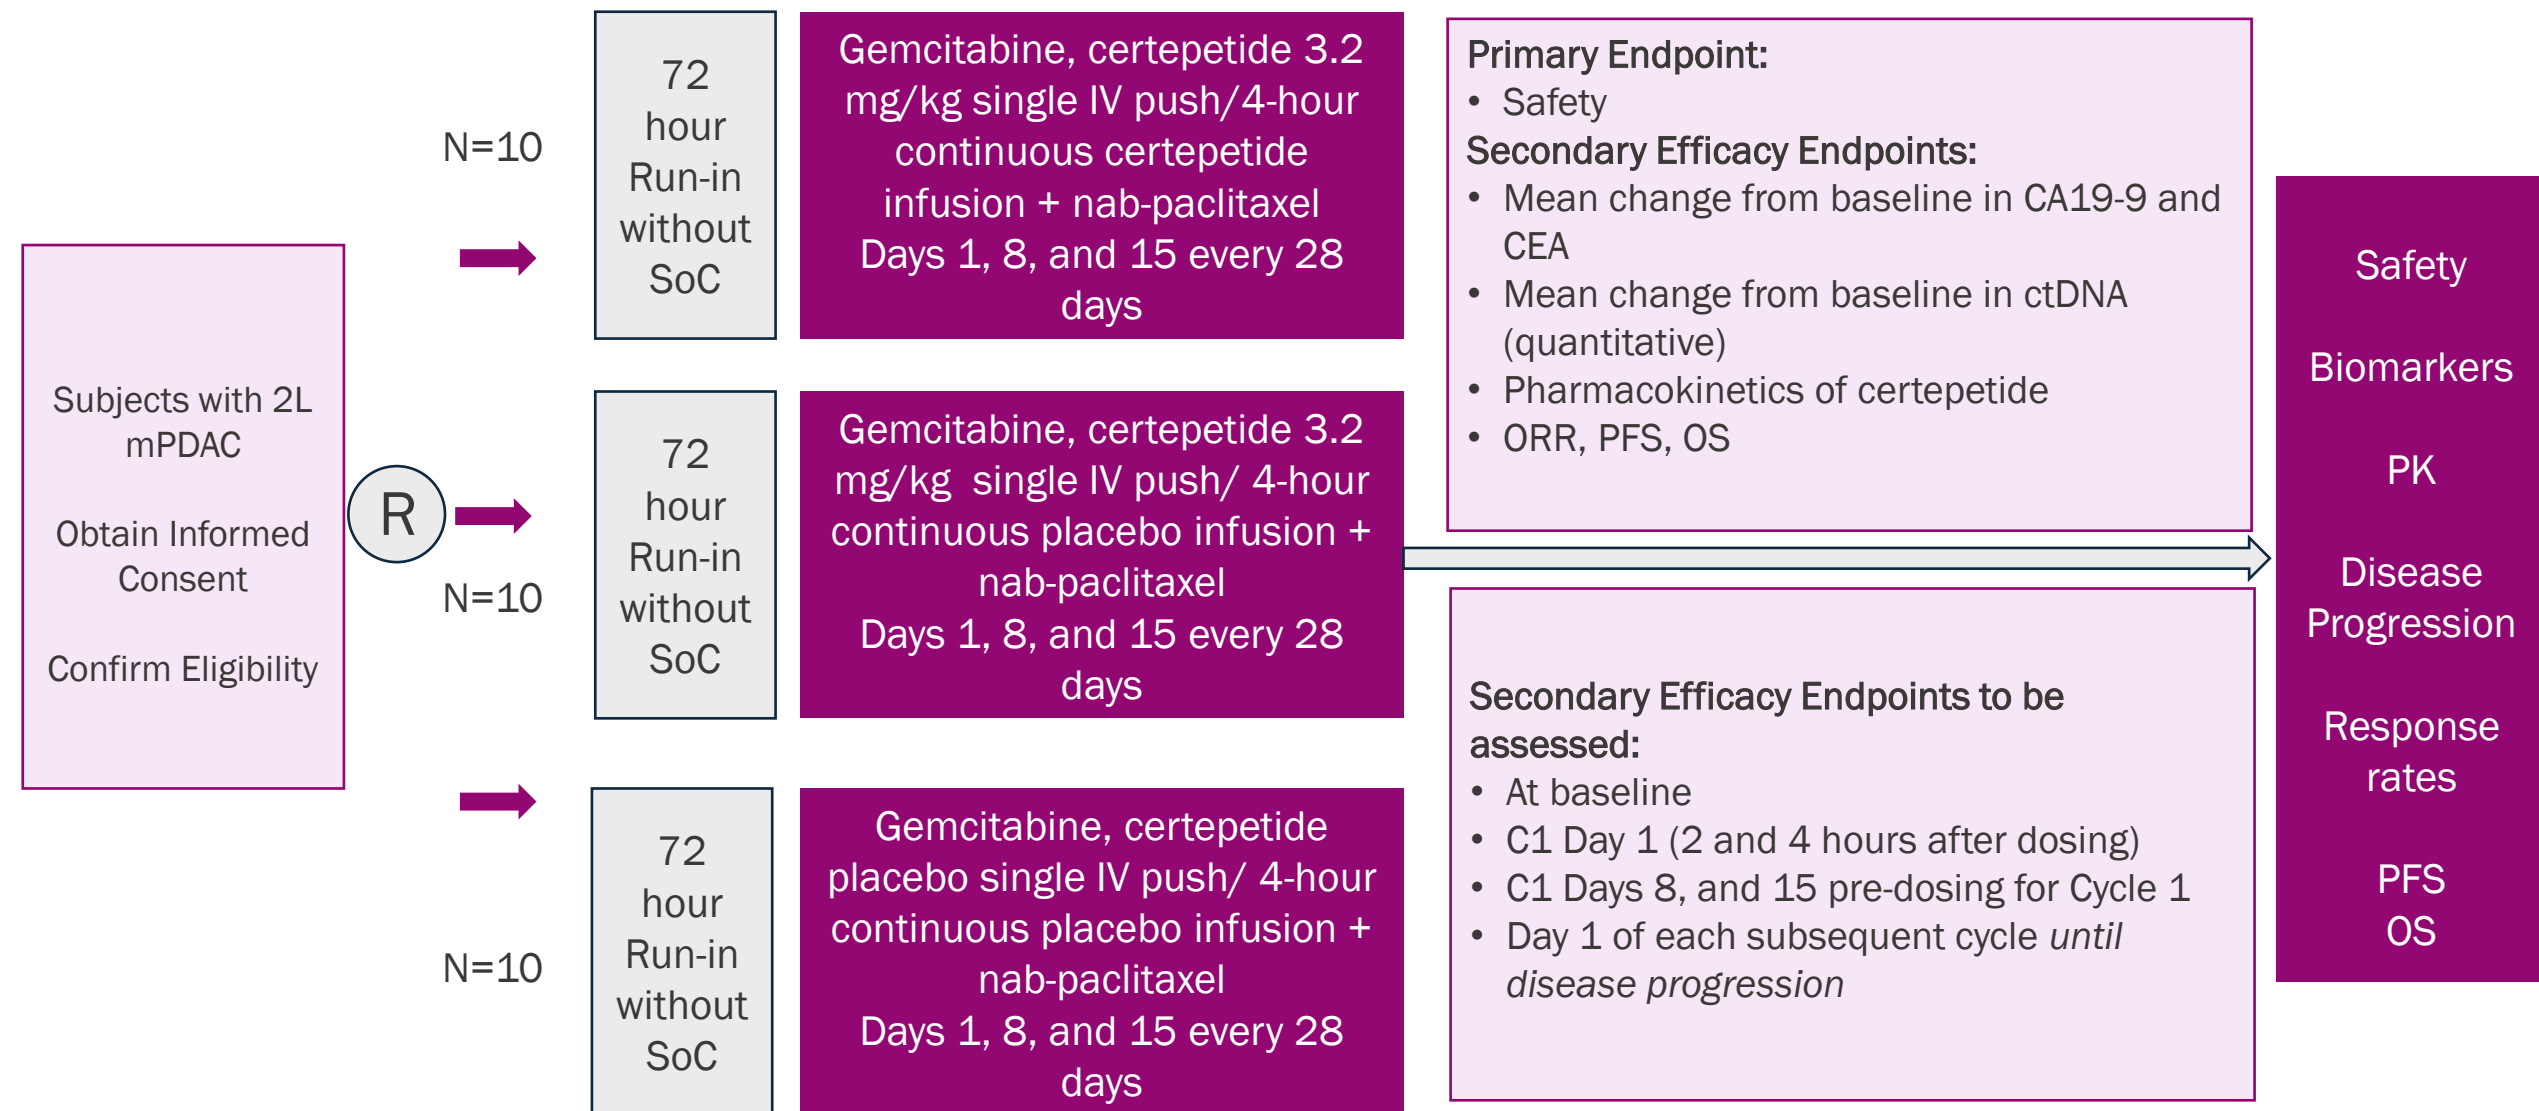 Subjects with 2L
mPDAC
Obtain Informed
Consent
Confirm Eligibility
R
N=10
72
hour
Run-in
without
SoC
Gemcitabine, certepetide 3.2
mg/kg single IV push/4-hour
continuous certepetide
infusion + nab-paclitaxel
Days 1, 8, and 15 every 28
days
N=10
72
hour
Run-in
without
SoC
Gemcitabine, certepetide 3.2
mg/kg  single IV push/ 4-hour
continuous placebo infusion +
nab-paclitaxel
Days 1, 8, and 15 every 28
days
N=10
72
hour
Run-in
without
SoC
Gemcitabine, certepetide
placebo single IV push/ 4-hour
continuous placebo infusion +
nab-paclitaxel
Days 1, 8, and 15 every 28
days
Primary Endpoint:
• Safety
Secondary Efficacy Endpoints:
• Mean change from baseline in CA19-9 and
CEA
• Mean change from baseline in ctDNA
(quantitative)
• Pharmacokinetics of certepetide
• ORR, PFS, OS
Secondary Efficacy Endpoints to be
assessed:
• At baseline
• C1 Day 1 (2 and 4 hours after dosing)
• C1 Days 8, and 15 pre-dosing for Cycle 1
• Day 1 of each subsequent cycle until
disease progression
Safety
Biomarkers
PK
Disease
Progression
Response
rates
PFS
OS